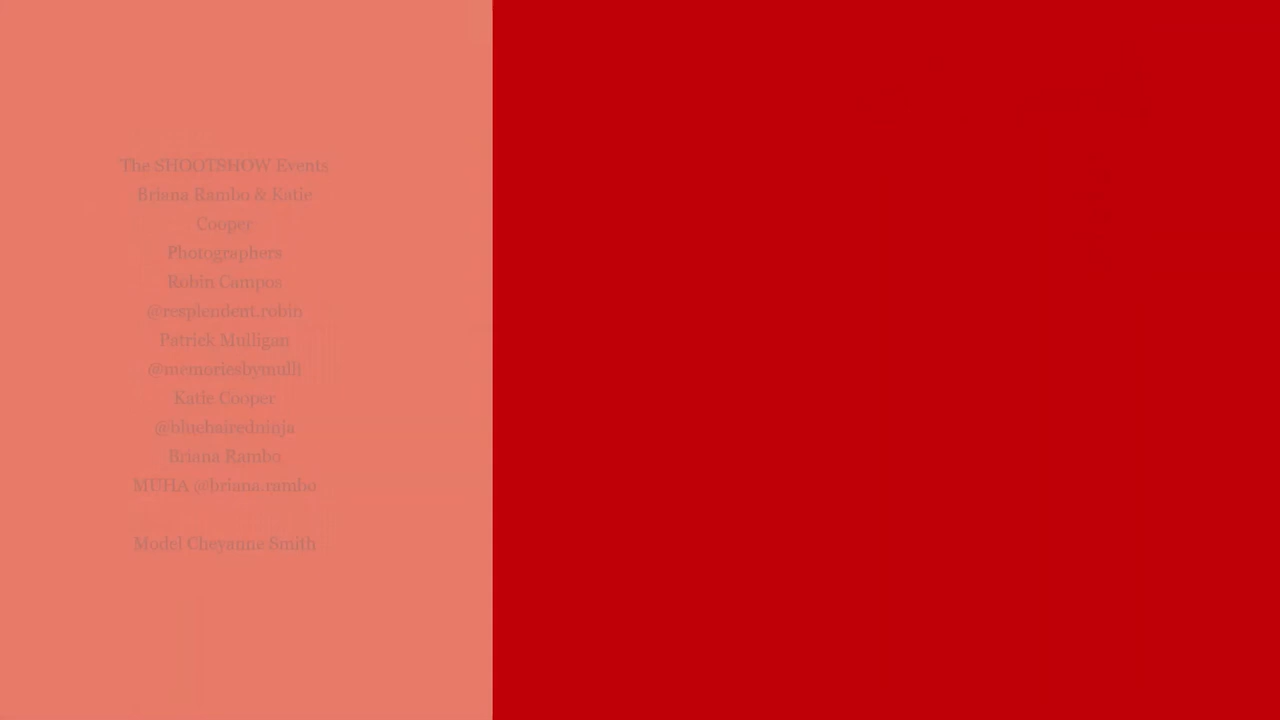 The SHOOTSHOW Events
Briana Rambo & Katie
Cooper
Photographers
Robin Campos
@resplendent.robin
Patrick Mulligan
@memoriesbymulli
Katie Cooper
@bluehairedninja
Briana Rambo
MUHA @briana.rambo
Model Cheyanne Smith